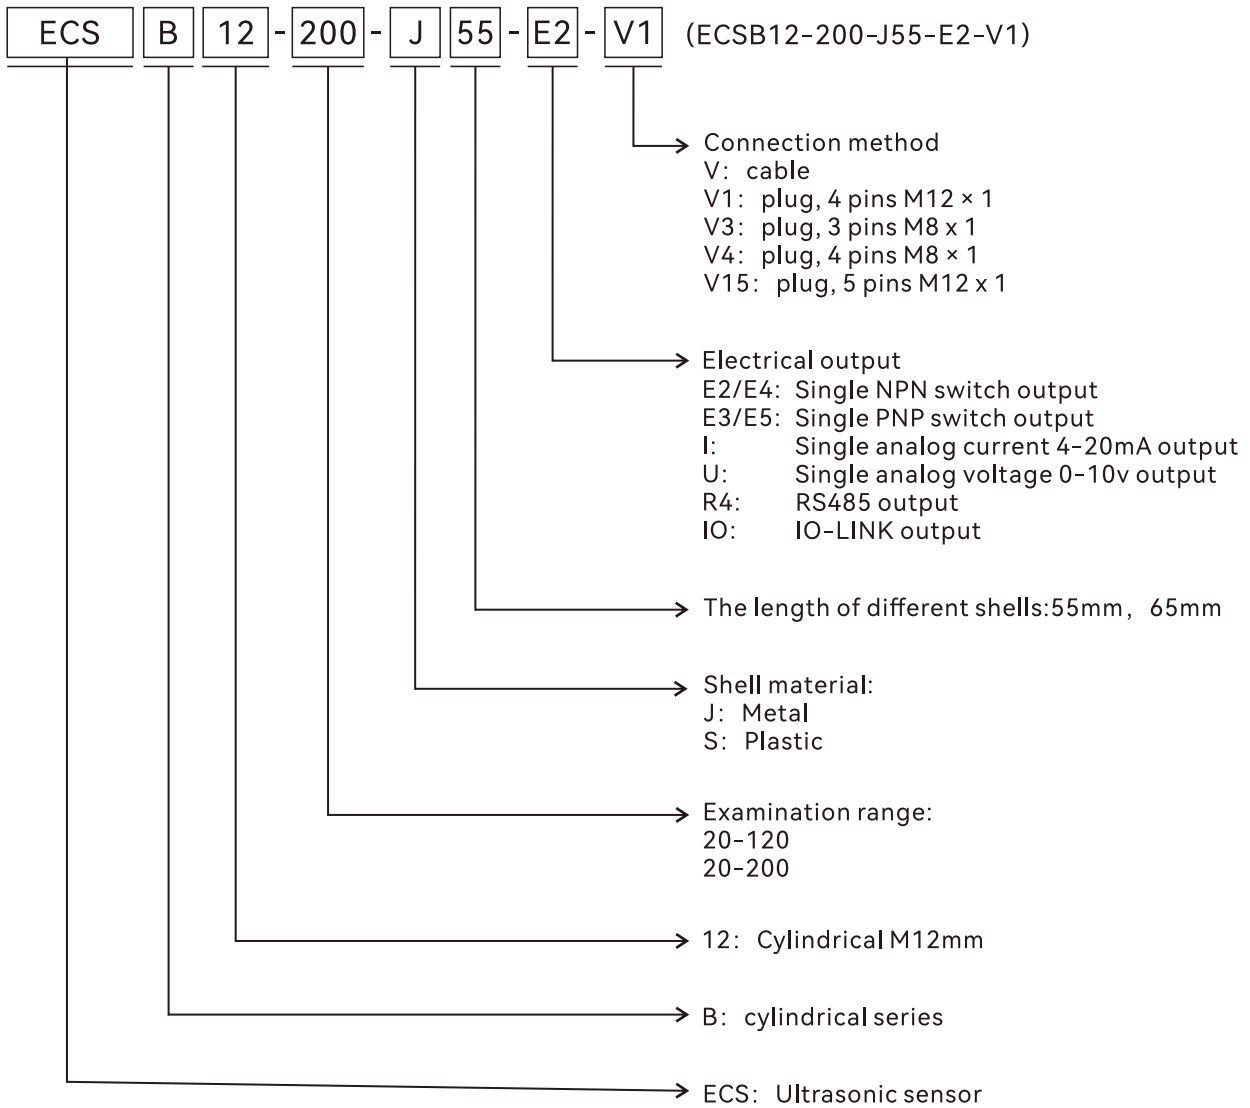 ECS B 12 - 200 - J 55 - E2 - V1 (ECSB12-200-J55-E2-V1)
Connection method
V: cable
V1: plug, 4 pins M12 × 1
V3: plug, 3 pins M8 x 1
V4: plug, 4 pins M8 × 1
V15: plug, 5 pins M12 x 1
Electrical output
E2/E4: Single NPN switch output
E3/E5: Single PNP switch output
I: Single analog current 4-20mA output
U: Single analog voltage 0-10v output
R4: RS485 output
IO: IO-LINK output
The length of different shells:55mm, 65mm
Shell material:
J: Metal
S: Plastic
Examination range:
20-120
20-200
12: Cylindrical M12mm
B: cylindrical series
ECS: Ultrasonic sensor